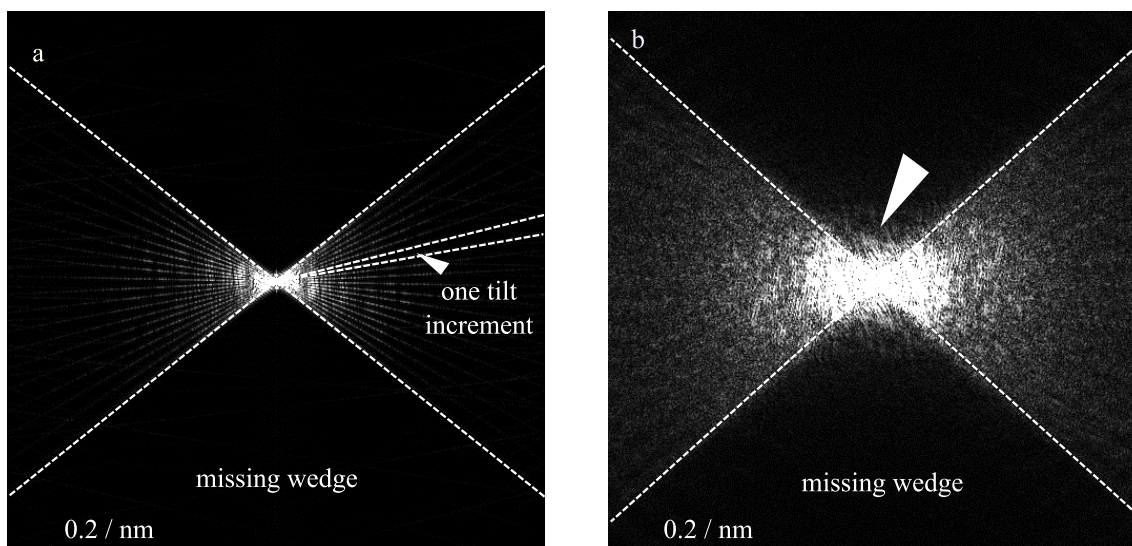 a
one tilt
increment
missing wedge
0.2 / nm
b
missing wedge
0.2 / nm